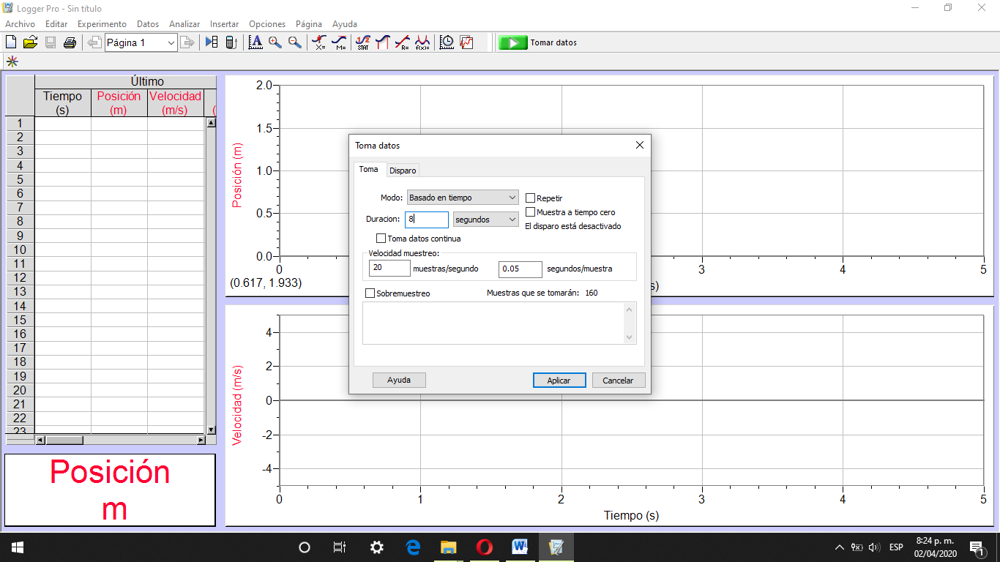 Logger Pro - Sin título
Archivo Editar Experimento Datos Analizar Insertar Opciones Página Ayuda
Página 1
X= M= STAT R= f(x)=
Tomar datos
Último
Tiempo (s) Posición (m) Velocidad (m/s) (
1
2
3
4
5
6
7
8
9
10
11
12
13
14
15
16
17
18
19
20
21
22
23
Posición
m
Posición (m)
2.0
1.5
1.0
0.5
0.0
0 3 4 5
(0.617, 1.933)
s)
Toma datos
Toma Disparo
Modo: Basado en tiempo Repetir
Muestra a tiempo cero
Duracion: 8 segundos
El disparo está desactivado
Toma datos continua
Velocidad muestreo:
20 muestras/segundo 0.05 segundos/muestra
Sobremuestreo Muestras que se tomarán: 160
Ayuda Aplicar Cancelar
Velocidad (m/s)
4
2
0
-2
-4
0 1 2 3 4 5
Tiempo (s)
ESP
8:24 p. m.
02/04/2020
1